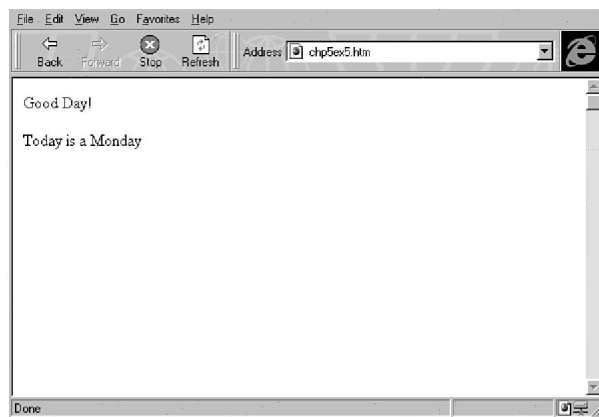 File Edit View Go Favorites Help
Back Forward Stop Refresh Address chp5ex5.htm
Good Day!
Today is a Monday
Done